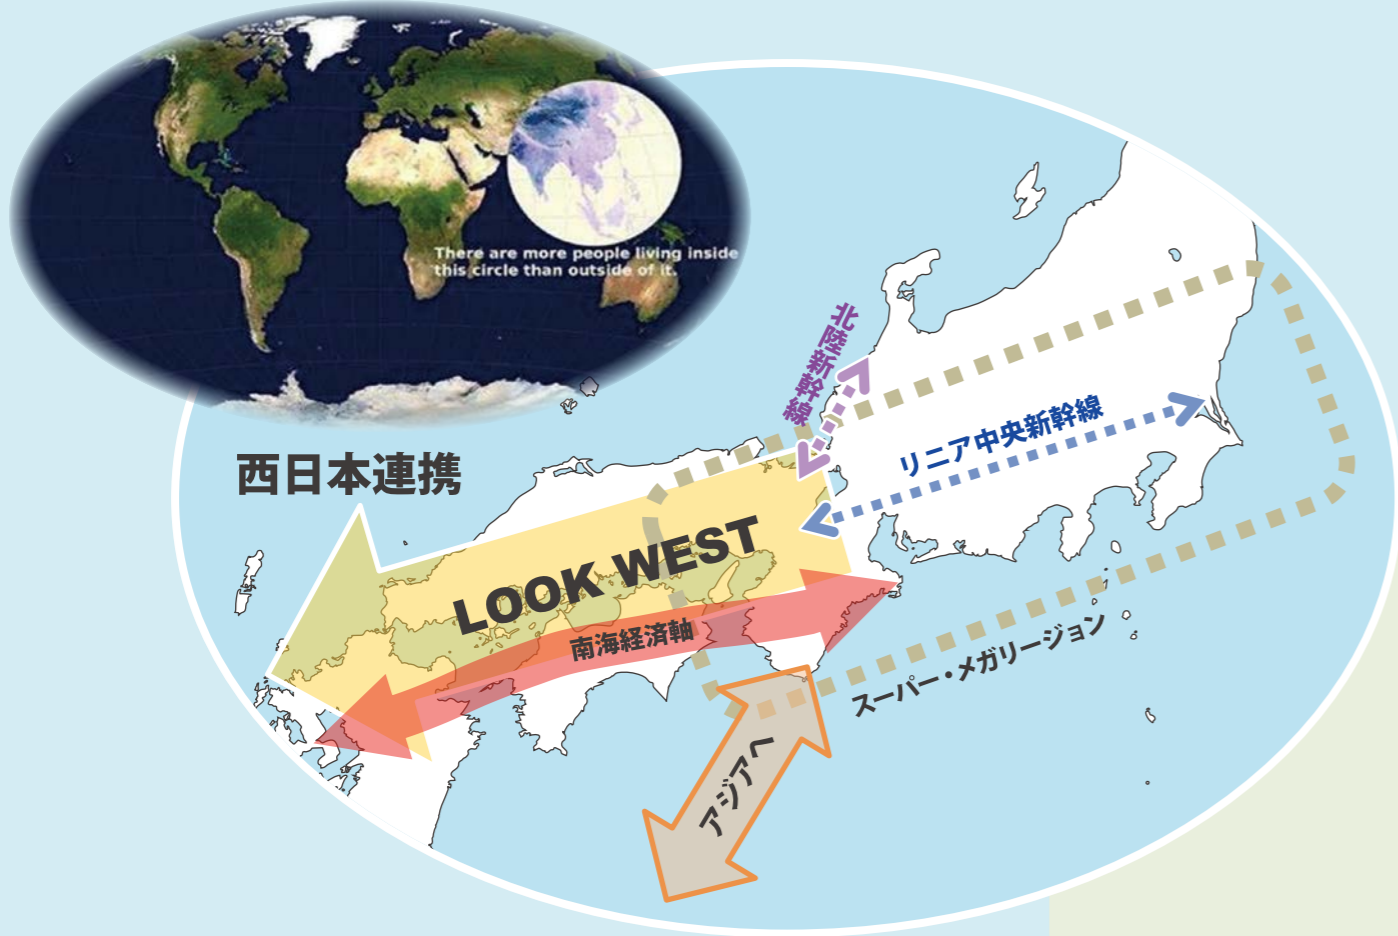 There are more people living inside
this circle than outside of it.
北陸新幹線
リニア中央新幹線
西日本連携
LOOK WEST
南海経済軸
スーパー・メガリージョン
アジアへ